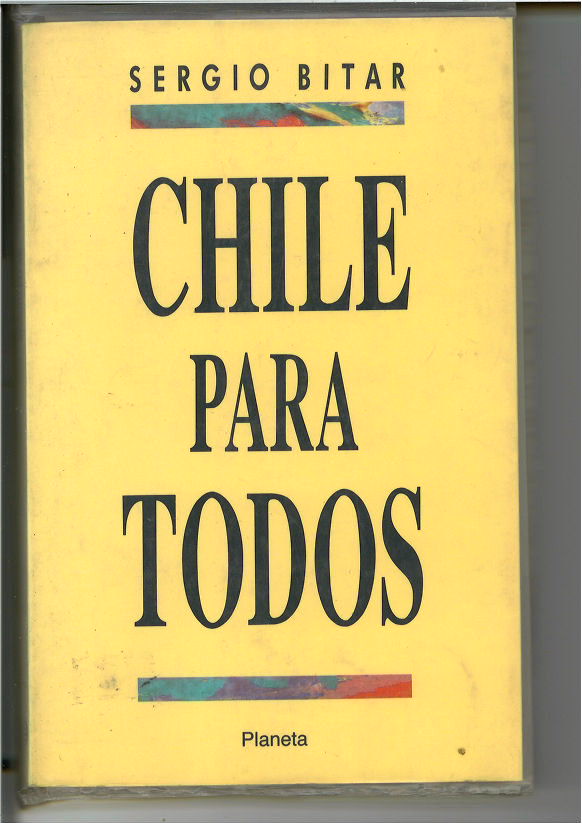 SERGIO BITAR
CHILE
PARA
TODOS
Planeta